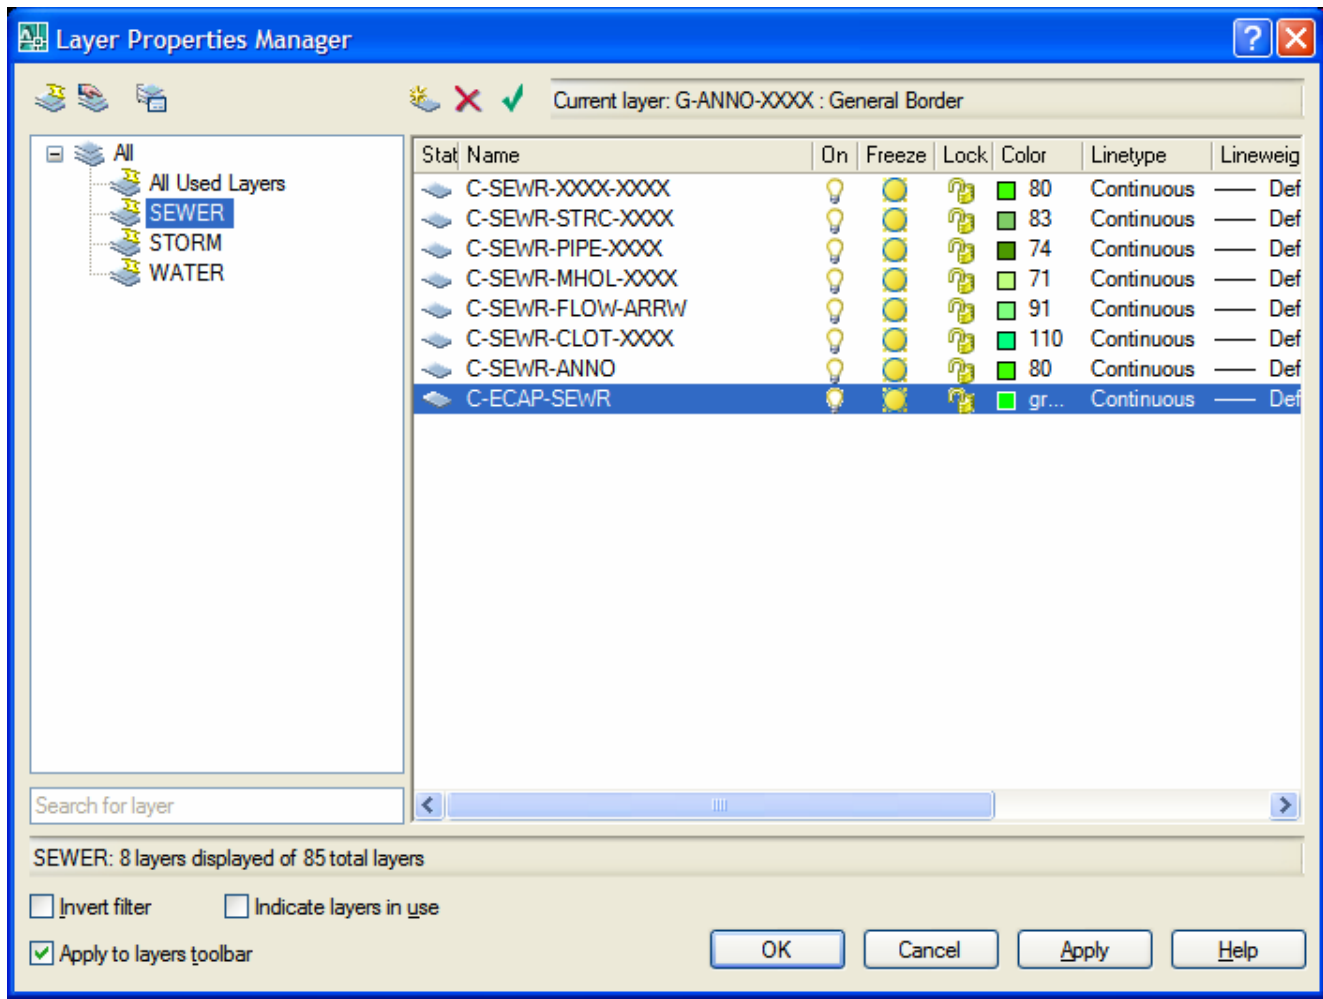 Layer Properties Manager
Current layer: G-ANNO-XXXX : General Border
All
All Used Layers
SEWER
STORM
WATER
Stat Name On Freeze Lock Color Linetype Lineweig
C-SEWR-XXXX-XXXX 80 Continuous Def
C-SEWR-STRC-XXXX 83 Continuous Def
C-SEWR-PIPE-XXXX 74 Continuous Def
C-SEWR-MHOL-XXXX 71 Continuous Def
C-SEWR-FLOW-ARRW 91 Continuous Def
C-SEWR-CLOT-XXXX 110 Continuous Def
C-SEWR-ANNO 80 Continuous Def
C-ECAP-SEWR gr... Continuous Def
Search for layer
SEWER: 8 layers displayed of 85 total layers
Invert filter Indicate layers in use
Apply to layers toolbar
OK Cancel Apply Help